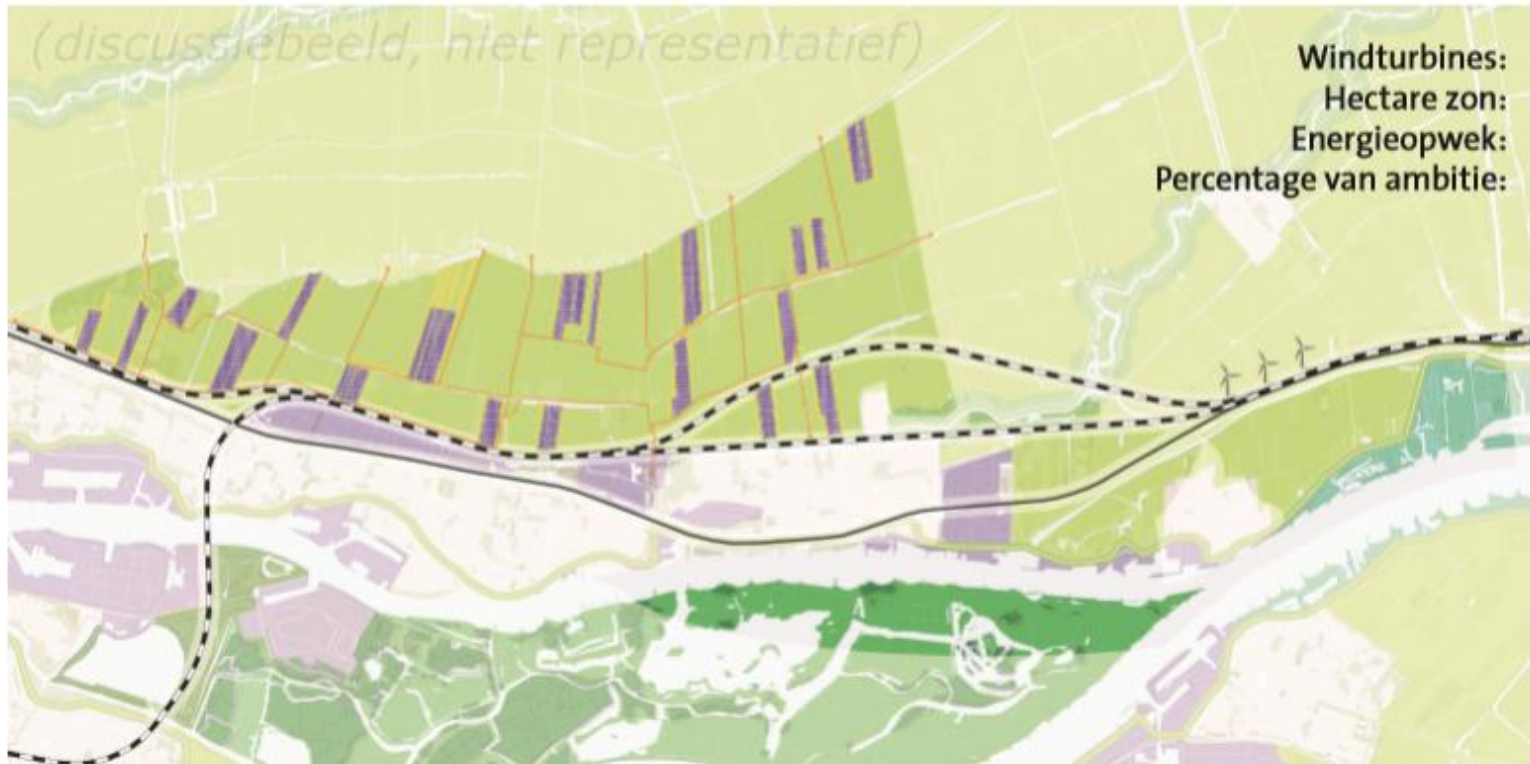 (discussiebeeld, niet representatief)
Windturbines:
Hectare zon:
Energieopwek:
Percentage van ambitie: